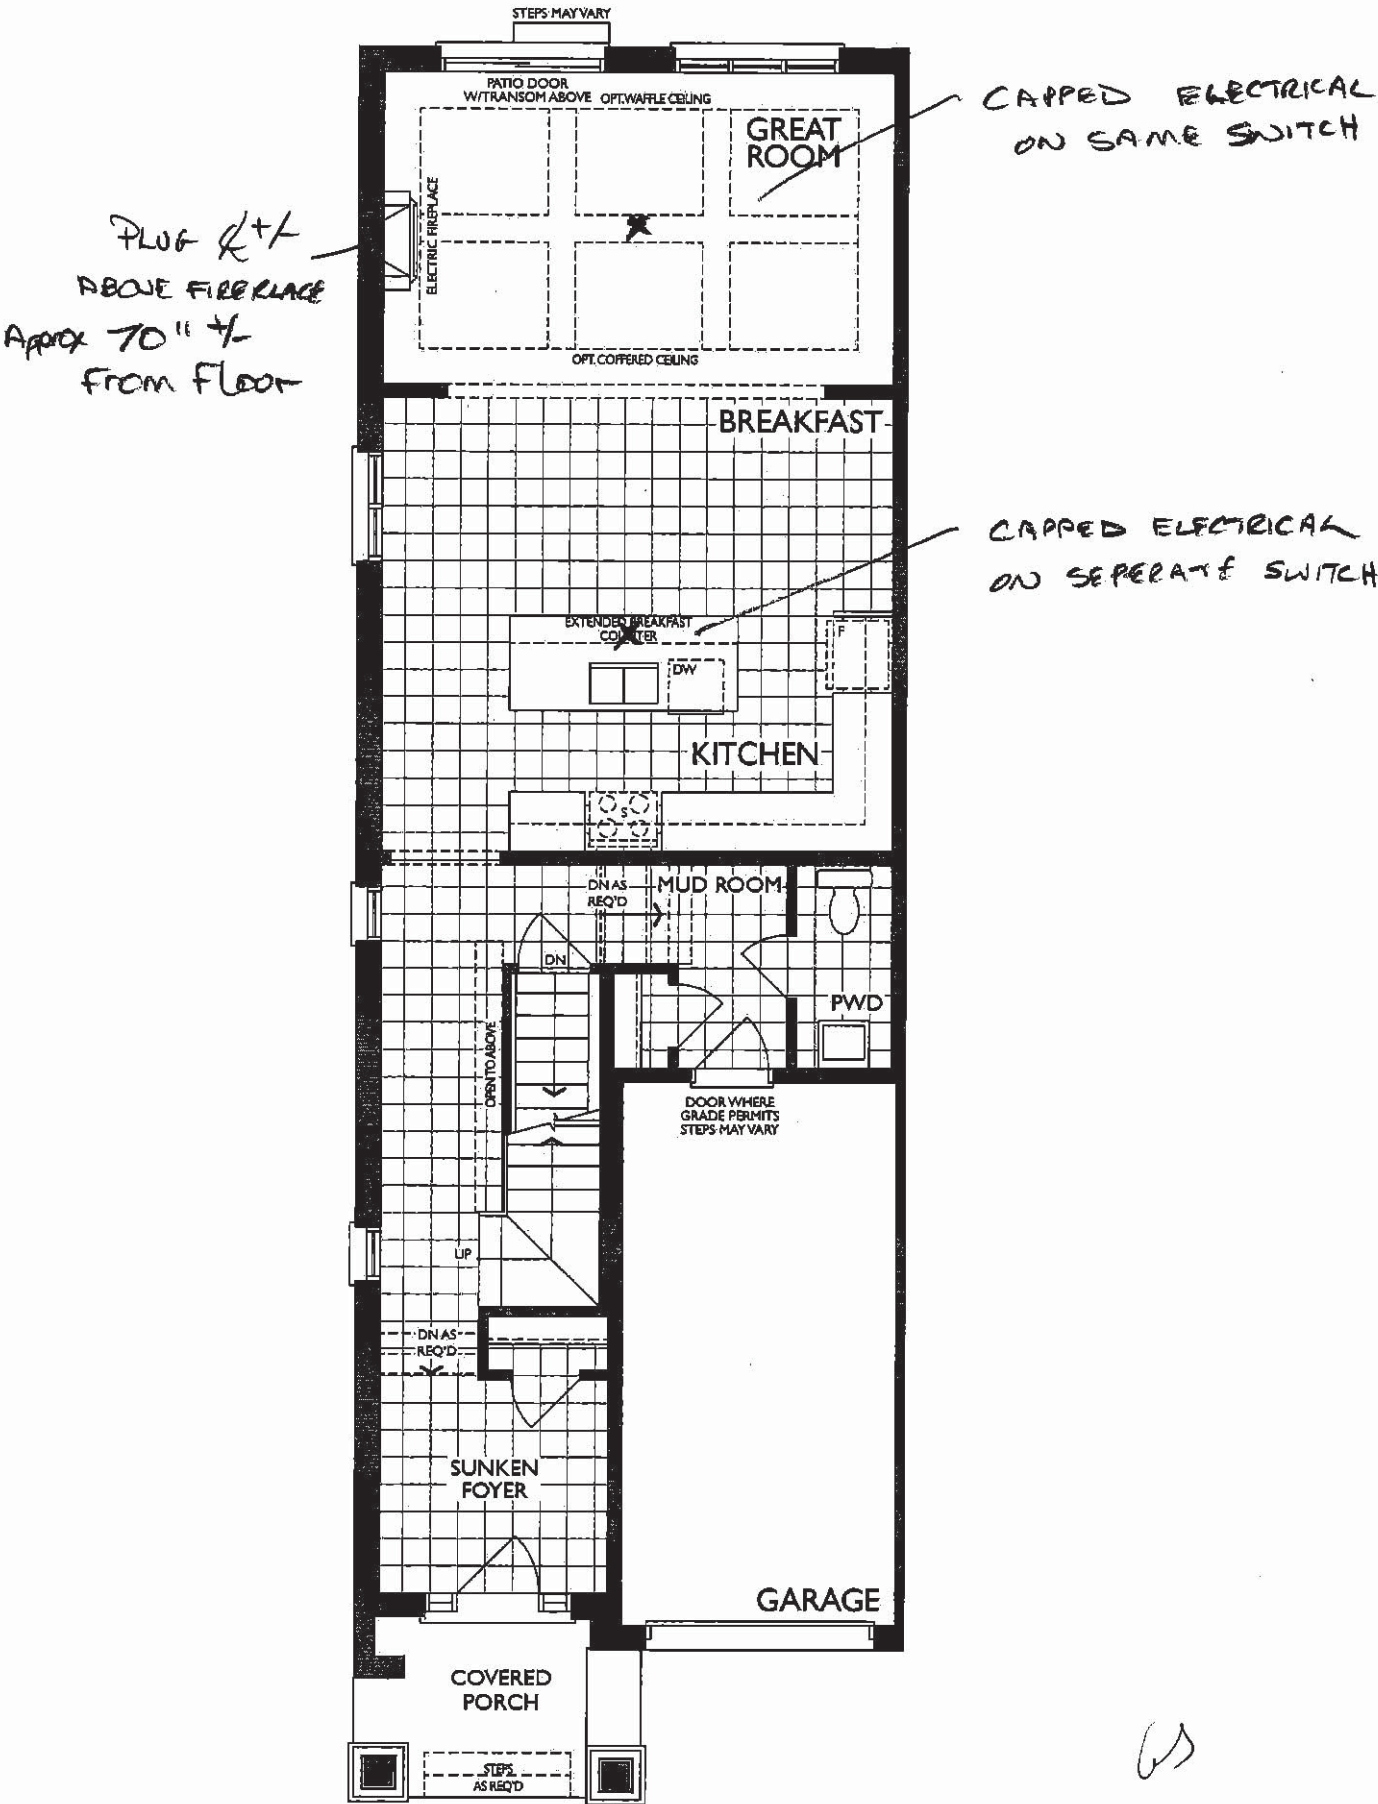 STEPS MAY VARY
PATIO DOOR
W/TRANSOM ABOVE OPT. WAFFLE CEILING
CAPPED ELECTRICAL
ON SAME SWITCH
GREAT
ROOM
ELECTRIC FIREPLACE
PLUG ℄ +/-
ABOVE FIREPLACE
Approx 70" +/-
From Floor
OPT. COFFERED CEILING
BREAKFAST
CAPPED ELECTRICAL
ON SEPERATE SWITCH
EXTENDED BREAKFAST
COUNTER
F
DW
KITCHEN
S
DN AS
REQ'D
MUD ROOM
DN
PWD
OPEN TO ABOVE
DOOR WHERE
GRADE PERMITS
STEPS MAY VARY
UP
DN AS
REQ'D
SUNKEN
FOYER
GARAGE
COVERED
PORCH
STEPS
AS REQ'D